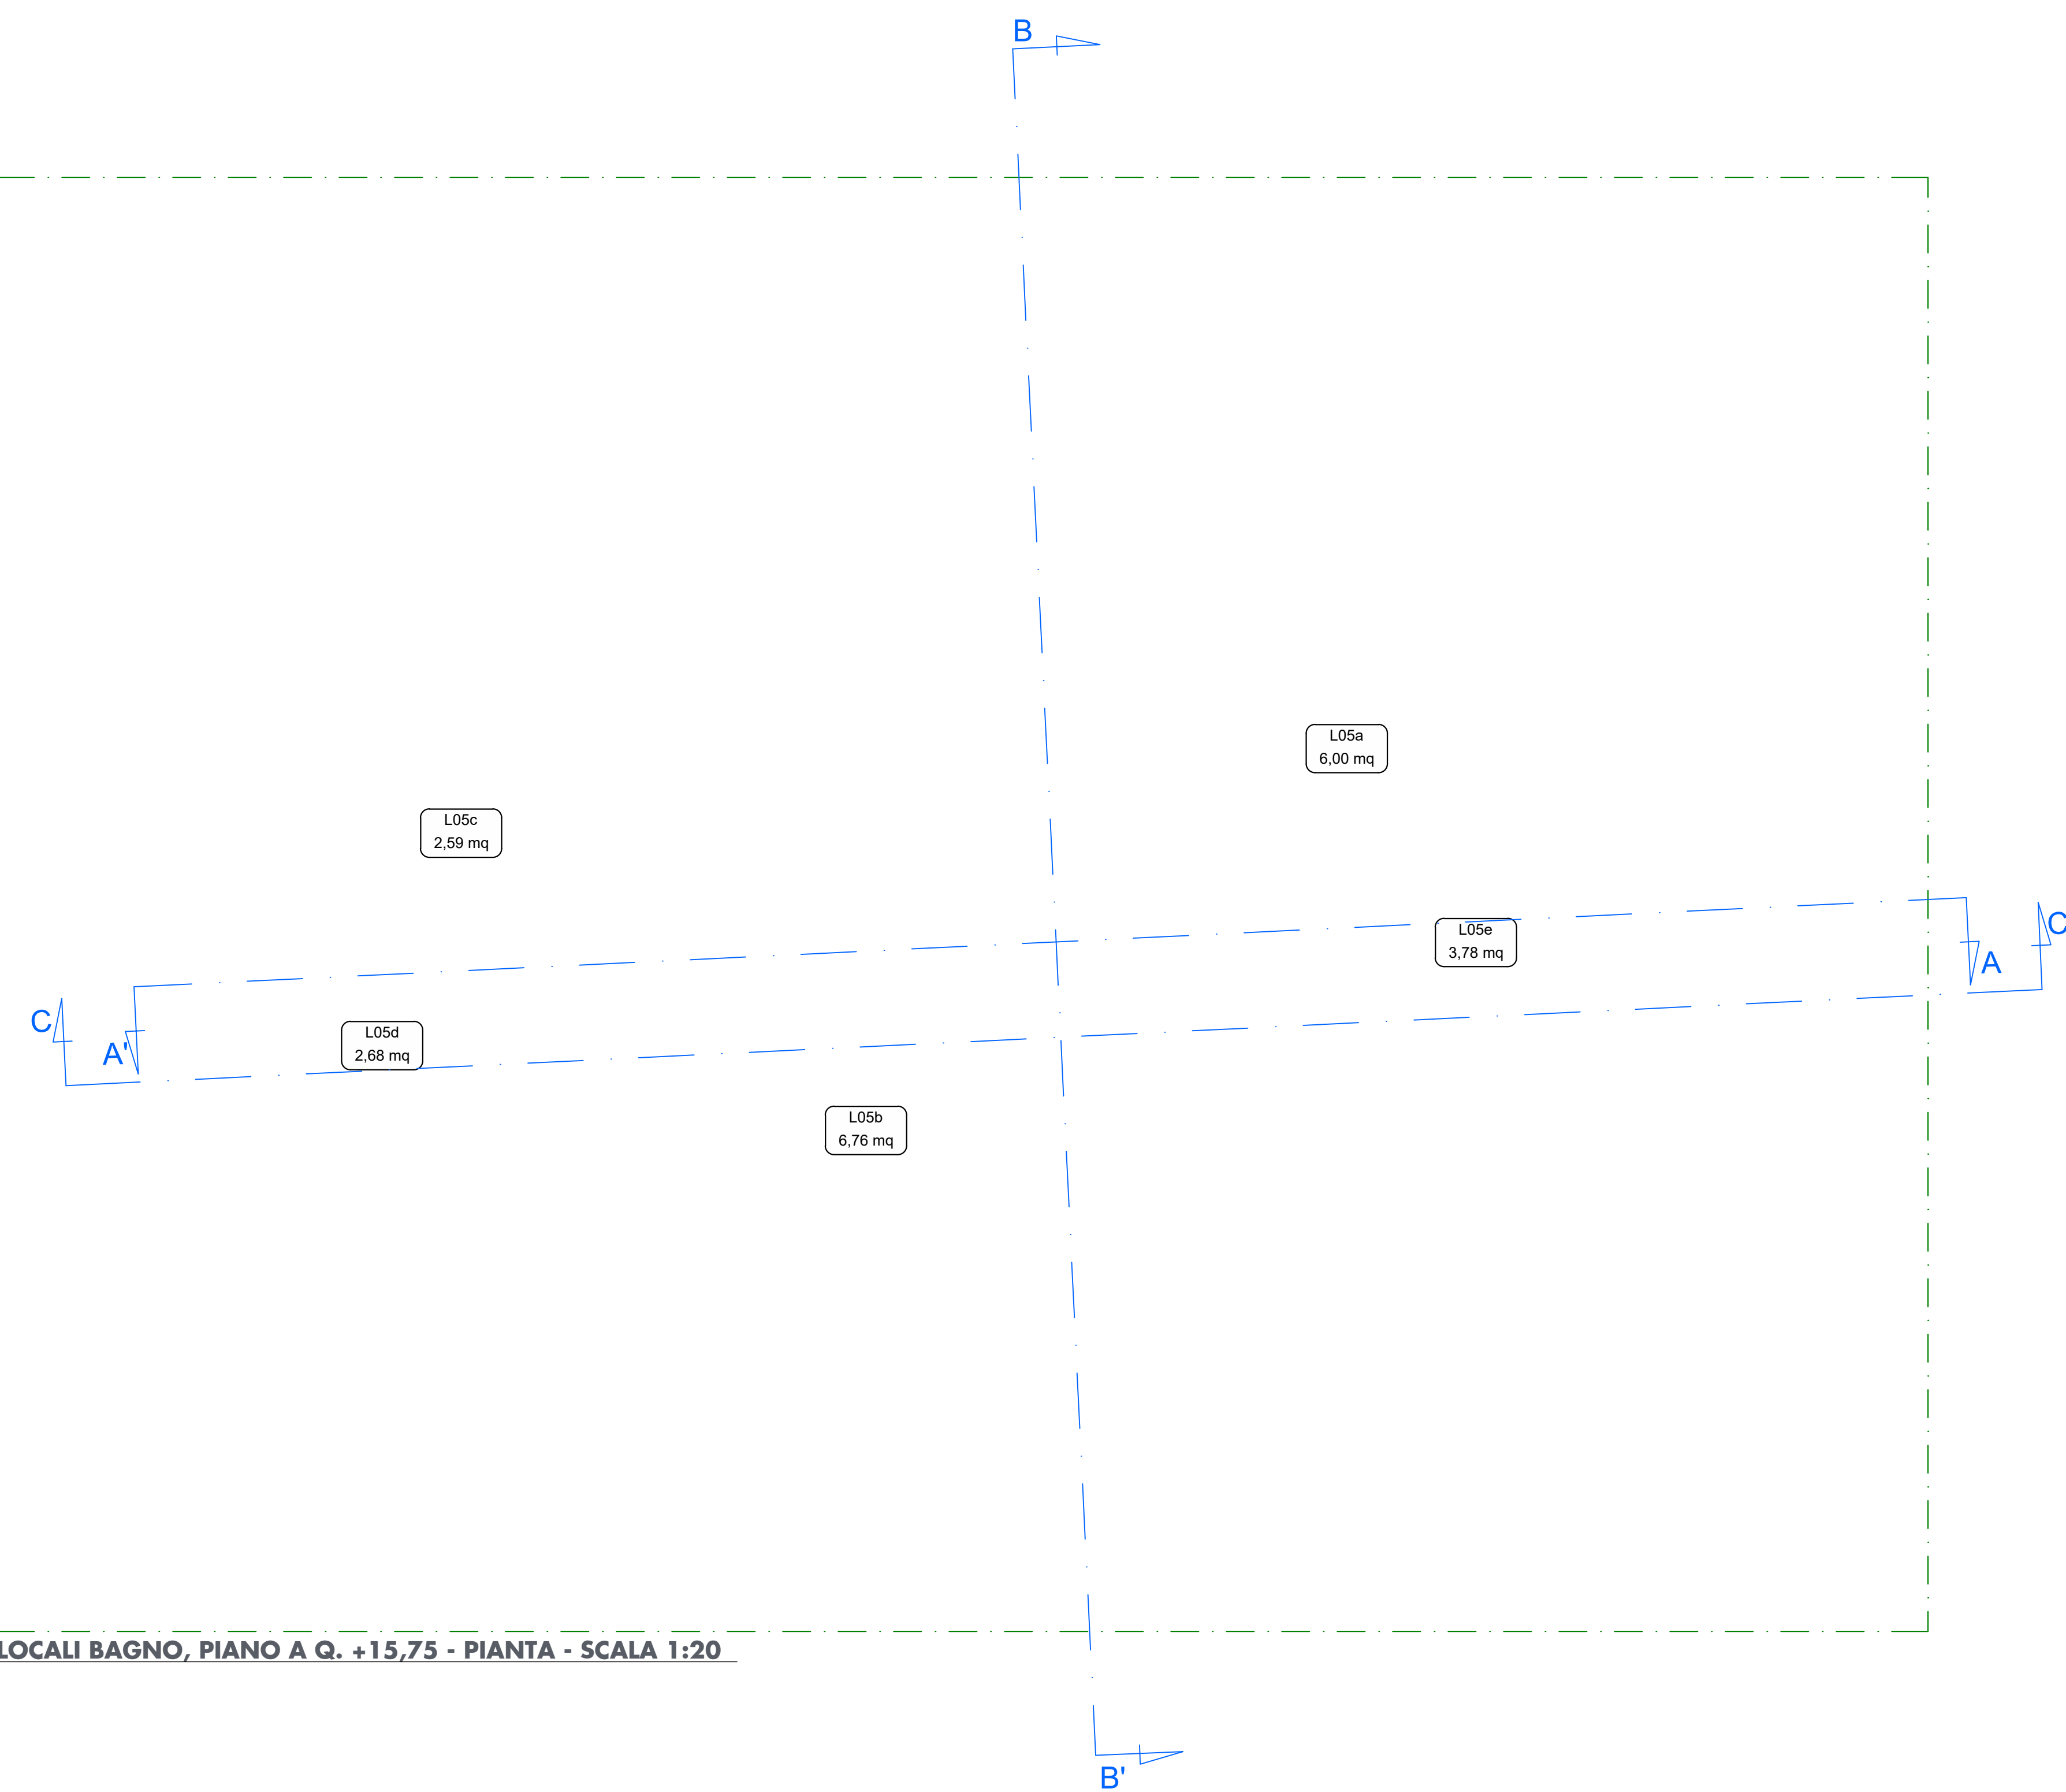 B
L05a
6,00 mq
L05c
2,59 mq
L05e
3,78 mq
C
A
C
A'
L05d
2,68 mq
L05b
6,76 mq
LOCALI BAGNO, PIANO A Q. +15,75 - PIANTA - SCALA 1:20
B'